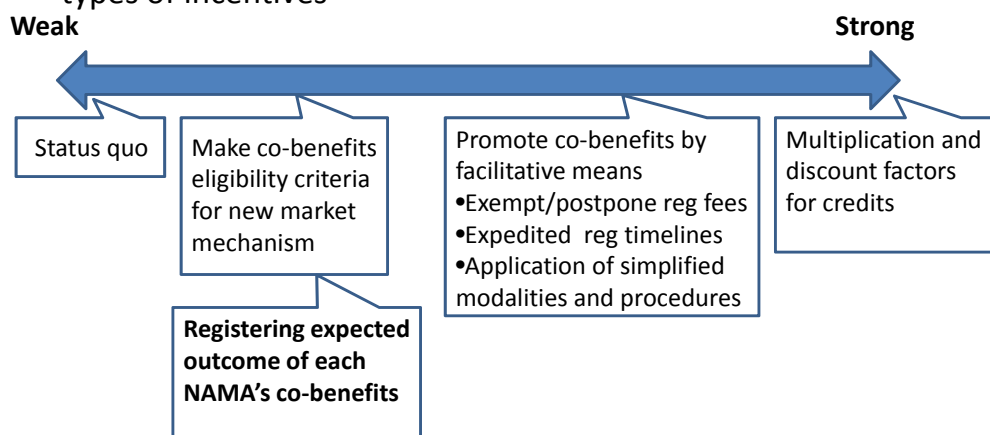 types of incentives
Weak
Strong
Status quo
Make co-benefits
eligibility criteria
for new market
mechanism
Registering expected
outcome of each
NAMA’s co-benefits
Promote co-benefits by
facilitative means
•Exempt/postpone reg fees
•Expedited reg timelines
•Application of simplified
modalities and procedures
Multiplication and
discount factors
for credits